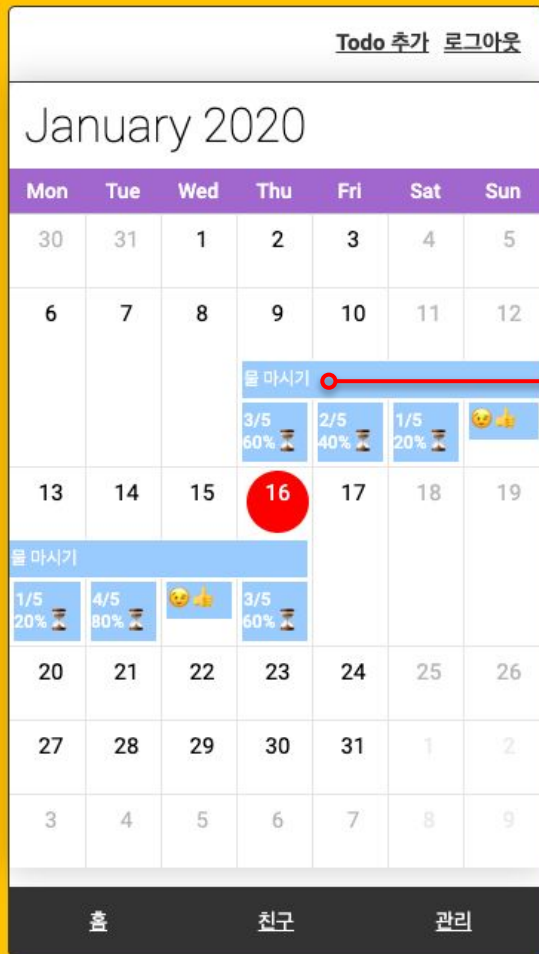 Todo 추가 로그아웃
January 2020
Mon Tue Wed Thu Fri Sat Sun
30 31 1 2 3 4 5
6 7 8 9 10 11 12
물 마시기
3/5 2/5 1/5 😉👍
60% ⏳ 40% ⏳ 20% ⏳
13 14 15 16 17 18 19
물 마시기
1/5 4/5 😉👍 3/5
20% ⏳ 80% ⏳ 60% ⏳
20 21 22 23 24 25 26
27 28 29 30 31 1 2
3 4 5 6 7 8 9
홈 친구 관리